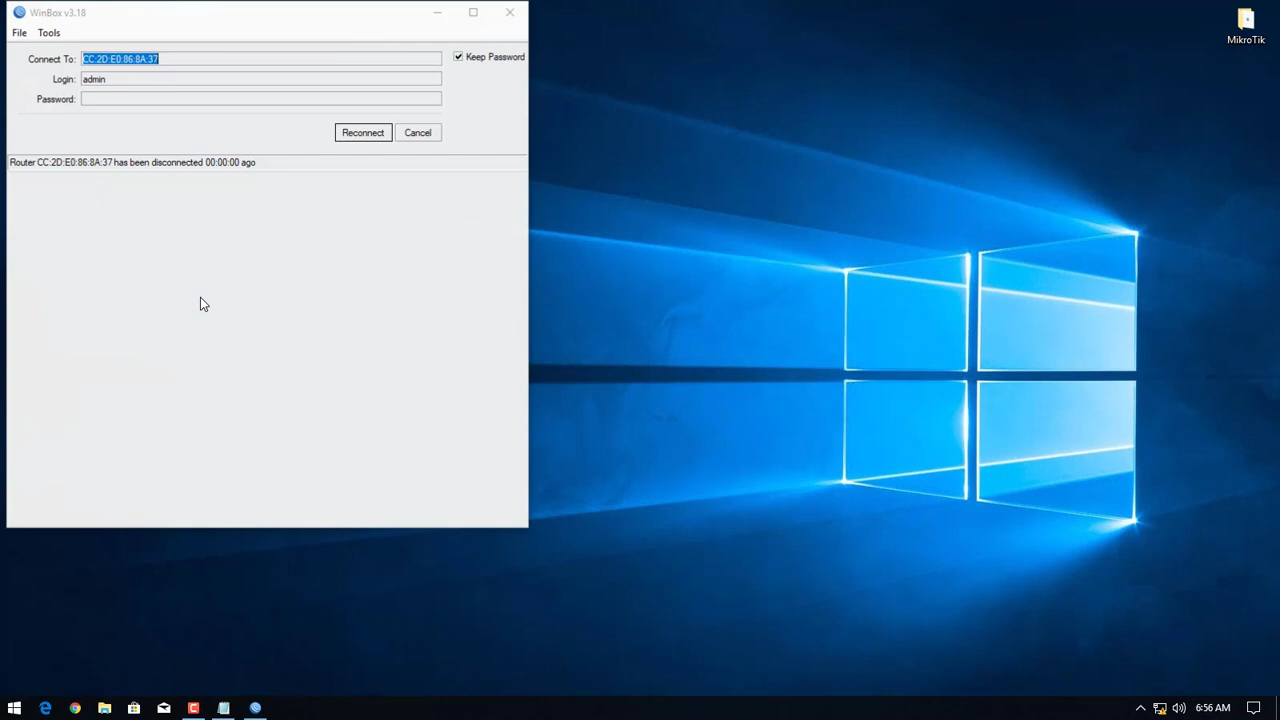 WinBox v3.18
File Tools
Connect To: CC:2D:E0:86:8A:37 Keep Password
Login: admin
Password:
Reconnect Cancel
Router CC:2D:E0:86:8A:37 has been disconnected 00:00:00 ago
MikroTik
6:56 AM